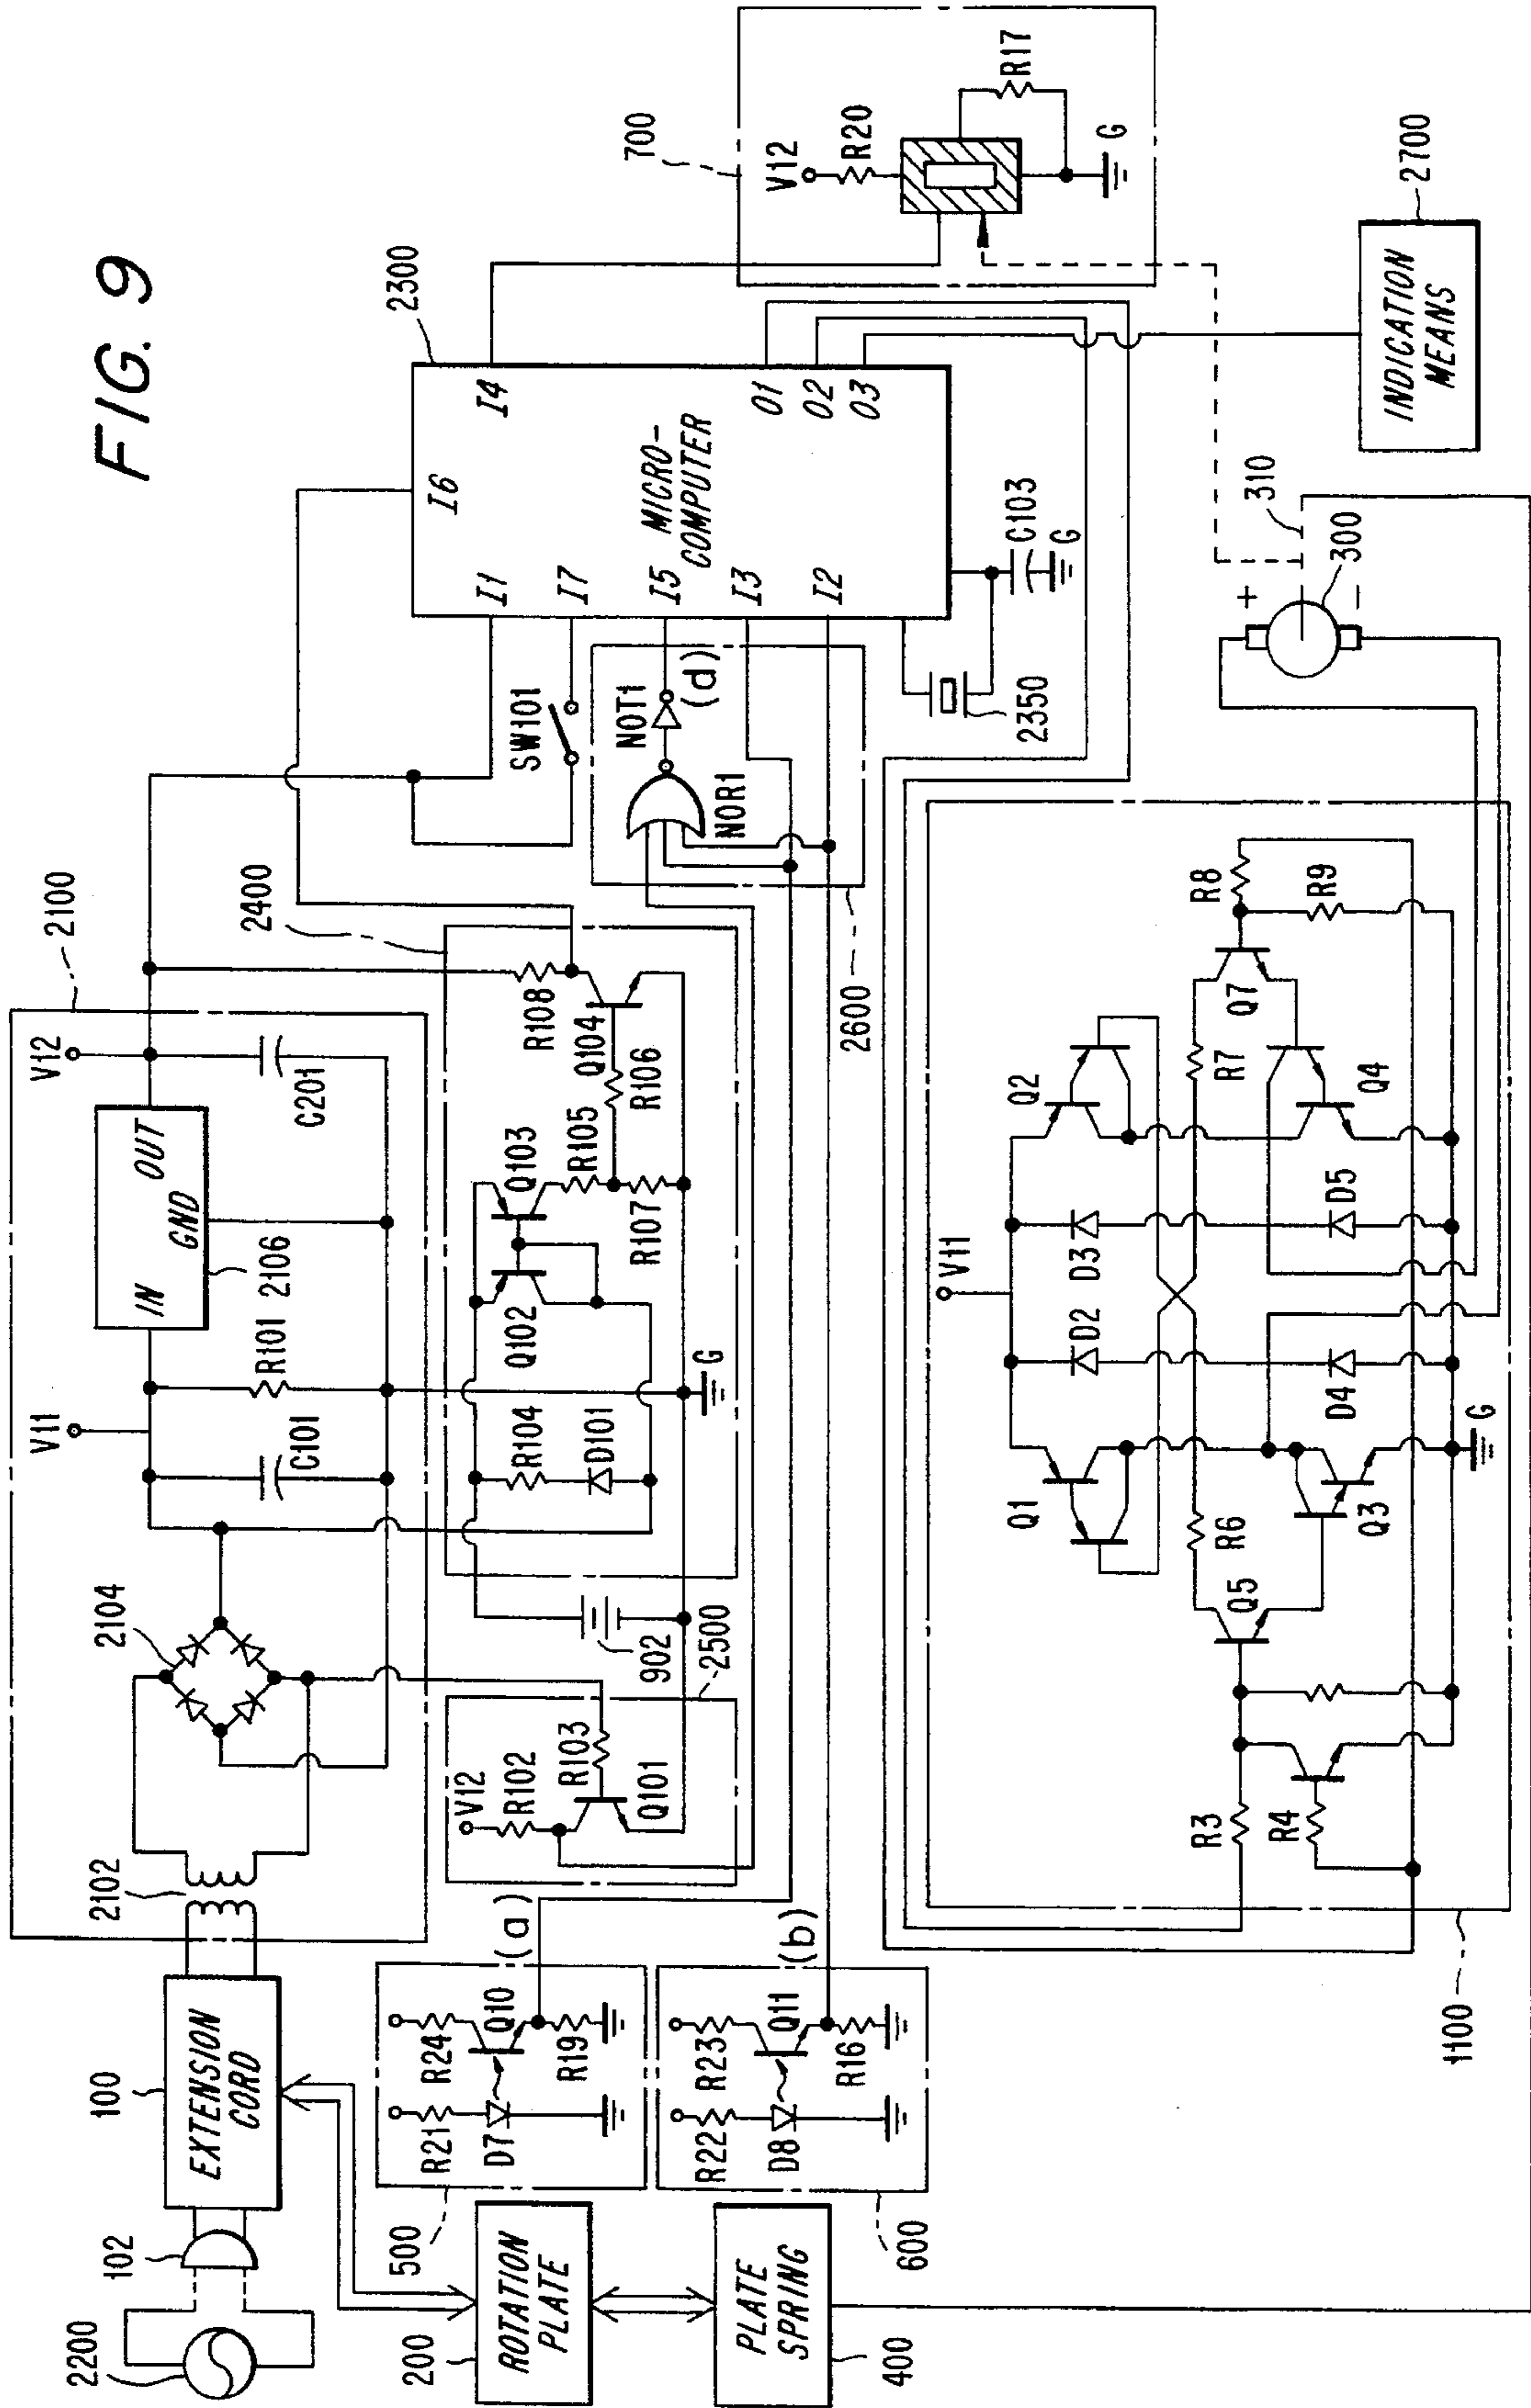 FIG. 9
2200
102
100
EXTENSION
CORD
2102
2104
V11
C101
R101
IN
OUT
GND
2106
V12
C201
2100
2400
200
ROTATION
PLATE
500
R21
D7
R24
Q10
R19
(a)
400
PLATE
SPRING
600
R22
D8
R23
Q11
R16
(b)
V12
R102
R103
Q101
2500
902
R104
D101
Q102
Q103
R105
R107
R106
Q104
R108
G
SW101
NOT1
(d)
NOR1
2600
2300
I1
I7
I5
I3
I2
I6
I4
MICRO-
COMPUTER
O1
O2
O3
2350
C103
G
700
V12
R20
R17
G
2700
INDICATION
MEANS
310
300
+
-
1100
R3
R4
Q5
R6
Q1
Q3
D2
D4
V11
D3
D5
Q2
R7
Q4
Q7
R8
R9
G